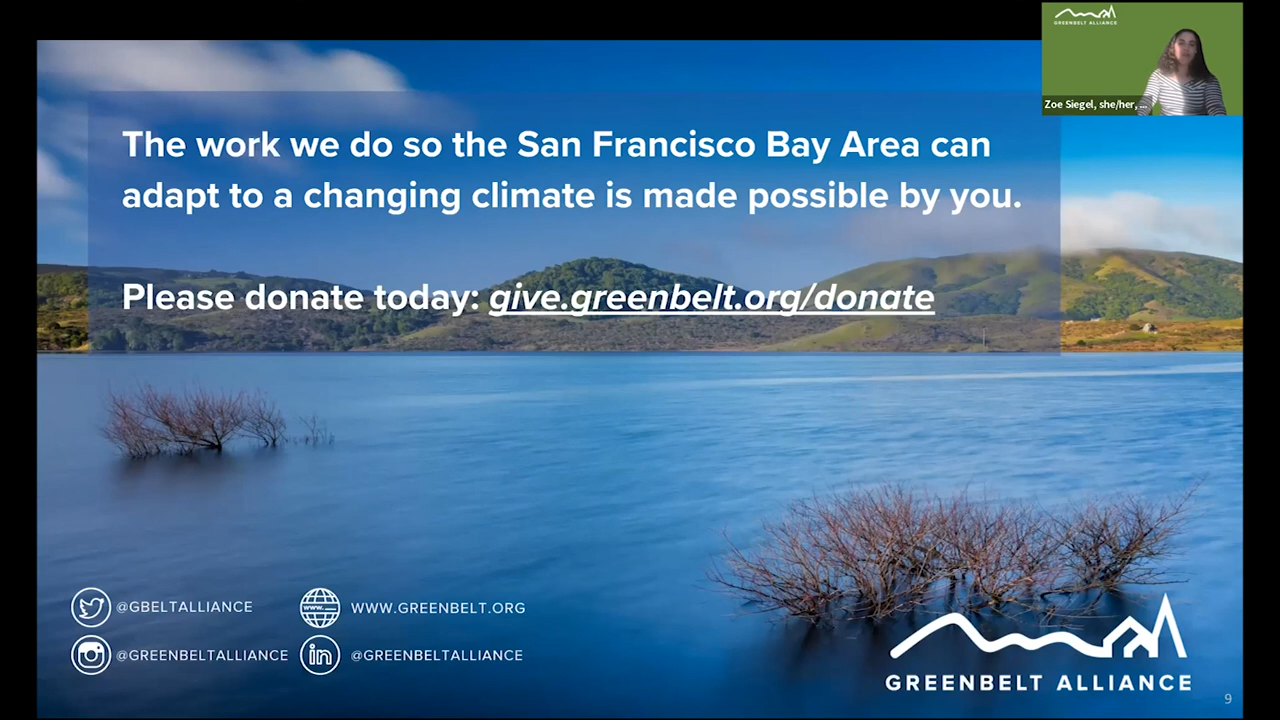 GREENBELT ALLIANCE
Zoe Siegel, she/her, ...
The work we do so the San Francisco Bay Area can
adapt to a changing climate is made possible by you.
Please donate today: give.greenbelt.org/donate
@GBELTALLIANCE
www.
WWW.GREENBELT.ORG
@GREENBELTALLIANCE
in
@GREENBELTALLIANCE
GREENBELT ALLIANCE
9